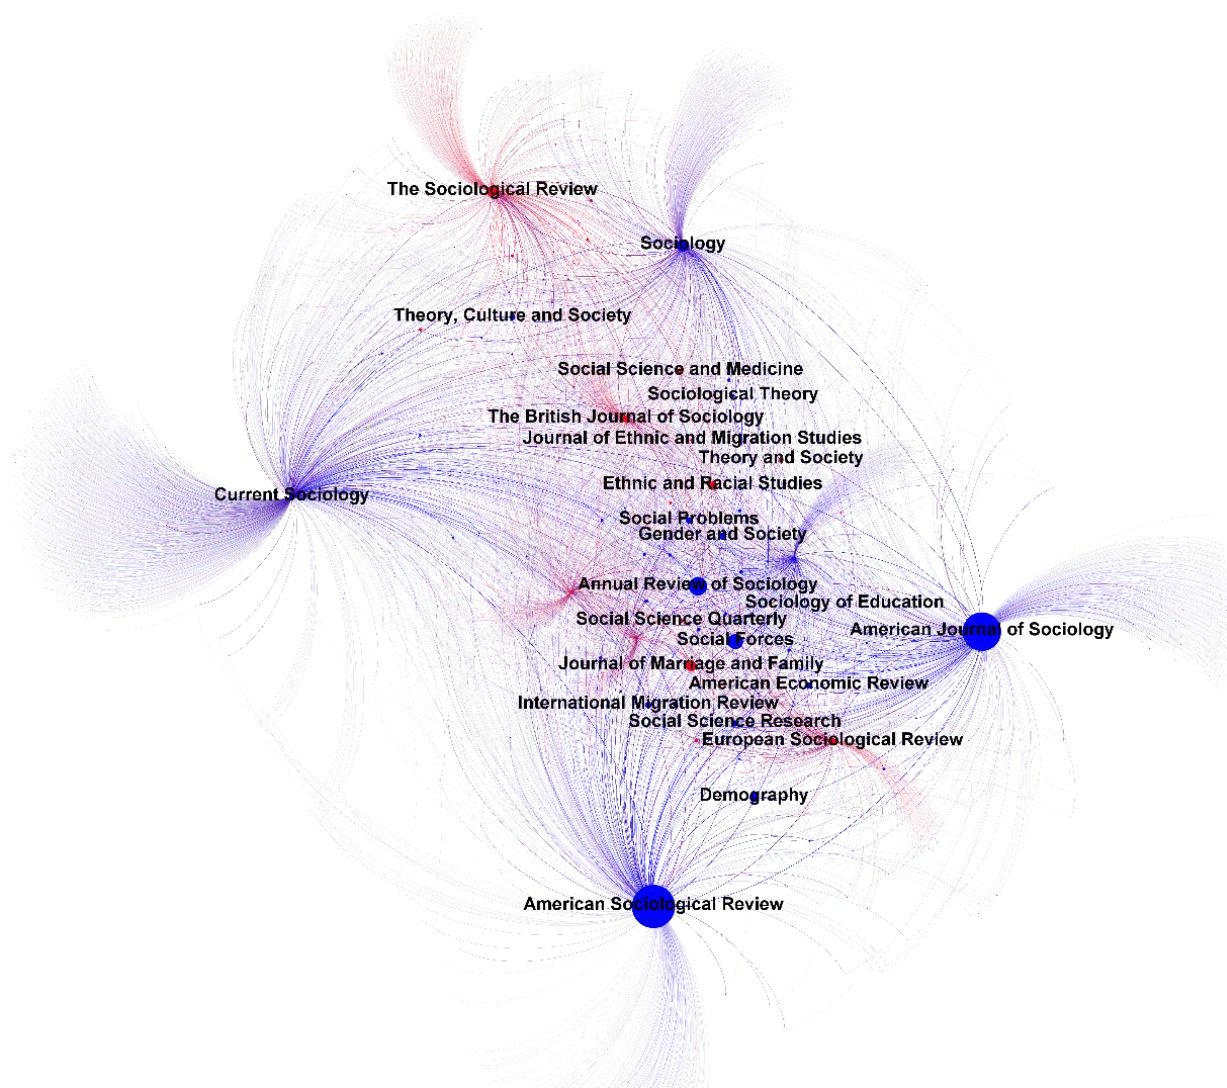 The Sociological Review
Sociology
Theory, Culture and Society
Social Science and Medicine
Sociological Theory
The British Journal of Sociology
Journal of Ethnic and Migration Studies
Theory and Society
Ethnic and Racial Studies
Current Sociology
Social Problems
Gender and Society
Annual Review of Sociology
Sociology of Education
Social Science Quarterly
American Journal of Sociology
Social Forces
Journal of Marriage and Family
American Economic Review
International Migration Review
Social Science Research
European Sociological Review
Demography
American Sociological Review